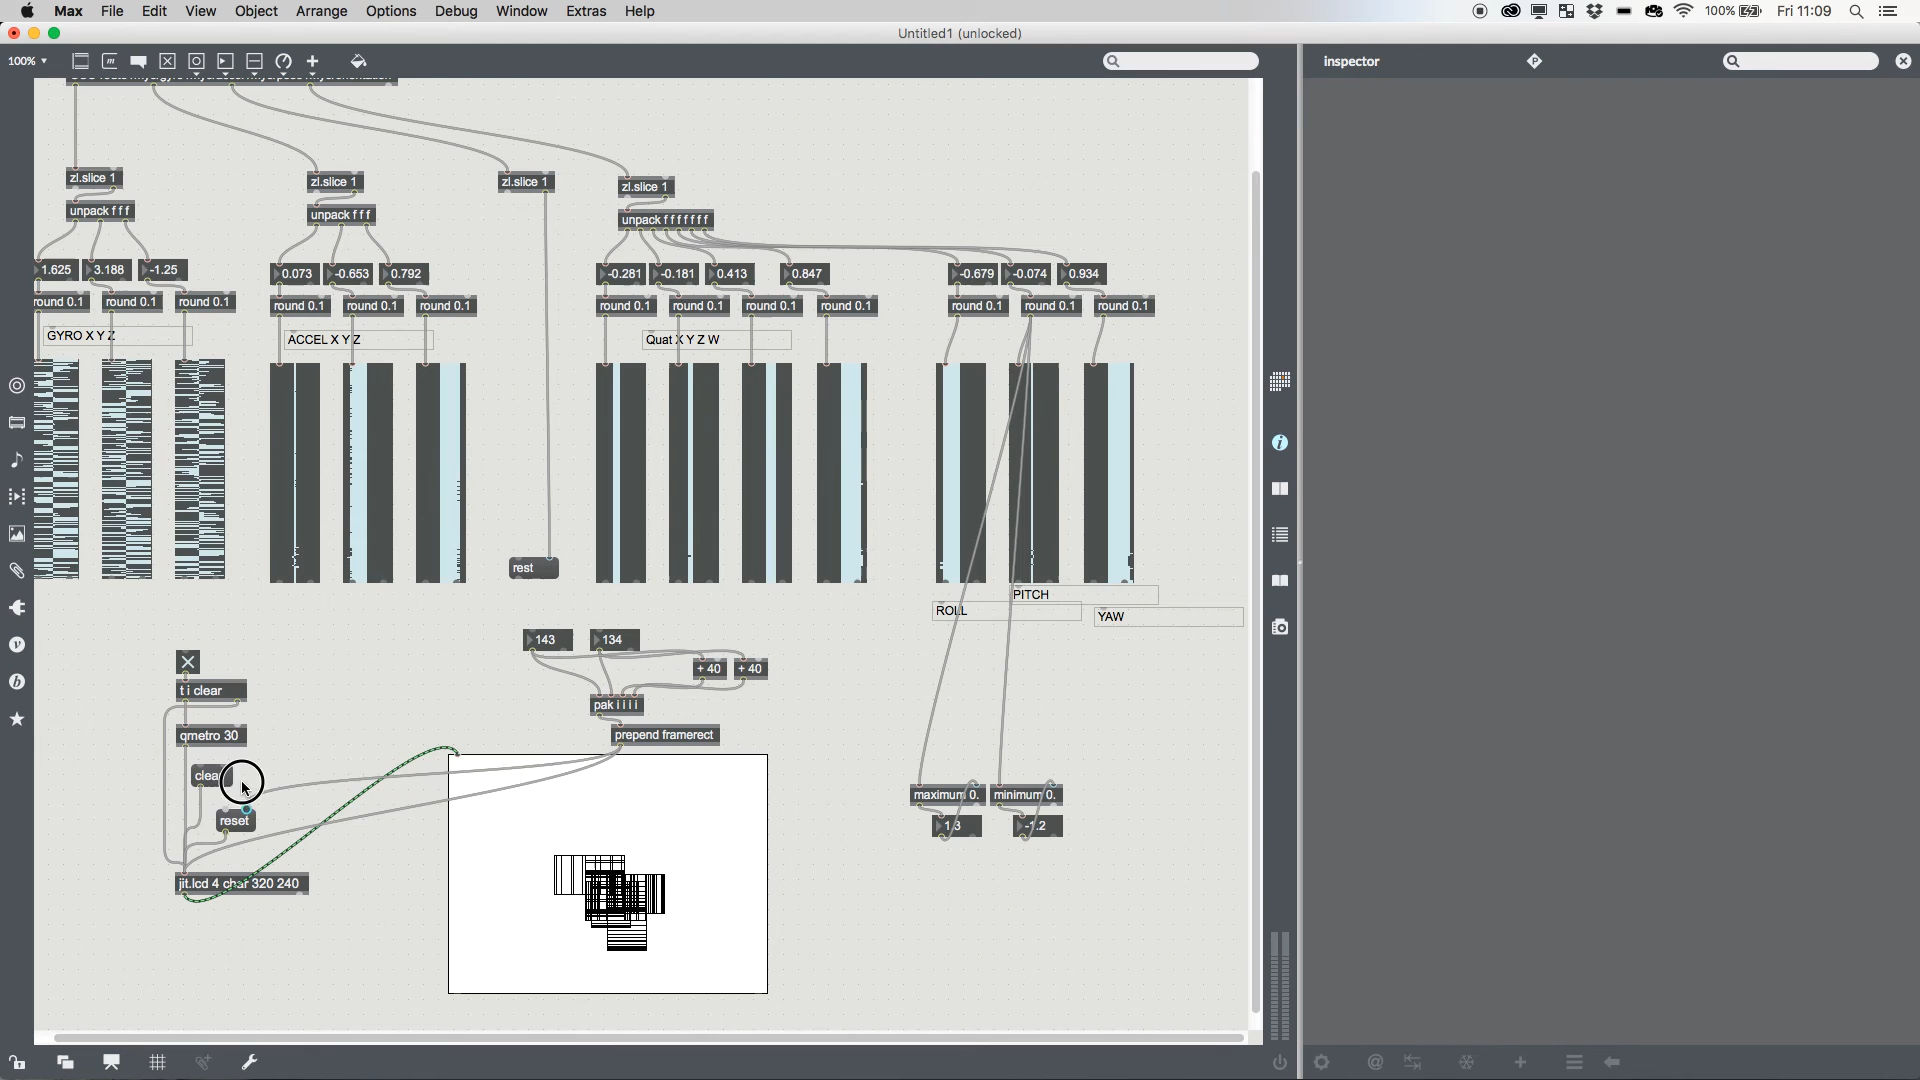 Max File Edit View Object Arrange Options Debug Window Extras Help
100% Fri 11:09
Untitled1 (unlocked)
100%
inspector
zl.slice 1
zl.slice 1
zl.slice 1
zl.slice 1
unpack f f f
unpack f f f
unpack f f f f f f f
1.625 3.188 -1.25
0.073 -0.653 0.792
-0.281 -0.181 0.413 0.847
-0.679 -0.074 0.934
round 0.1 round 0.1 round 0.1
round 0.1 round 0.1 round 0.1
round 0.1 round 0.1 round 0.1 round 0.1
round 0.1 round 0.1 round 0.1
GYRO X Y Z
ACCEL X Y Z
Quat X Y Z W
rest
PITCH
ROLL
YAW
143 134
+ 40 + 40
t i clear
pak i i i i
qmetro 30
prepend framerect
clear
maximum 0. minimum 0.
reset
1.3 -1.2
jit.lcd 4 char 320 240